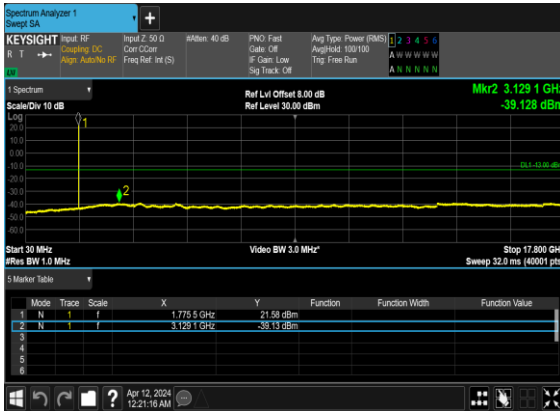 Spectrum Analyzer 1
Swept SA
KEYSIGHT
R T
Input: RF
Coupling: DC
Align: Auto/No RF
Input Z: 50 Ω
Corr CCorr
Freq Ref: Int (S)
#Atten: 40 dB
PNO: Fast
Gate: Off
IF Gain: Low
Sig Track: Off
Avg Type: Power (RMS)
Avg|Hold: 100/100
Trig: Free Run
1 2 3 4 5 6
A W W W W W
A N N N N N
1 Spectrum
Scale/Div 10 dB
Ref Lvl Offset 8.00 dB
Ref Level 30.00 dBm
Mkr2 3.129 1 GHz
-39.128 dBm
Log
20.0
10.0
0.00
-10.0
-20.0
-30.0
-40.0
-50.0
-60.0
1
2
DL1 -13.00 dBm
Start 30 MHz
#Res BW 1.0 MHz
Video BW 3.0 MHz*
Stop 17.800 GHz
Sweep 32.0 ms (40001 pts)
5 Marker Table
Mode Trace Scale X Y Function Function Width Function Value
1 N 1 f 1.775 5 GHz 21.58 dBm
2 N 1 f 3.129 1 GHz -39.13 dBm
3
4
5
6
Apr 12, 2024
12:21:16 AM